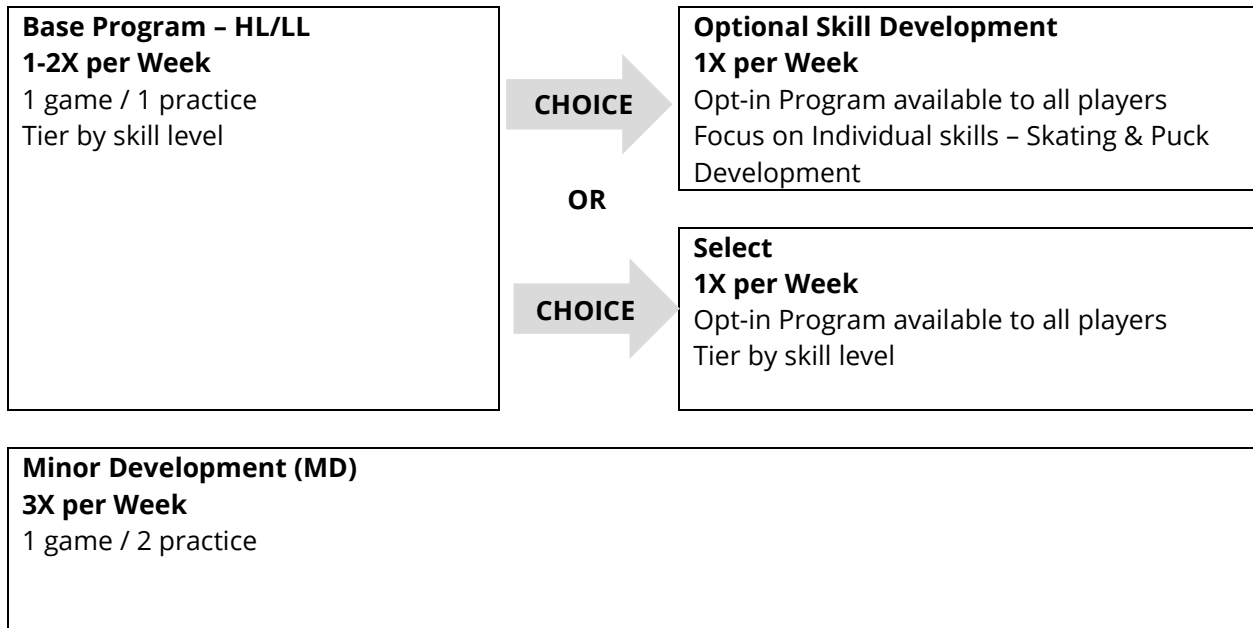 Base Program – HL/LL
1-2X per Week
1 game / 1 practice
Tier by skill level
CHOICE
OR
CHOICE
Optional Skill Development
1X per Week
Opt-in Program available to all players
Focus on Individual skills – Skating & Puck
Development
Select
1X per Week
Opt-in Program available to all players
Tier by skill level
Minor Development (MD)
3X per Week
1 game / 2 practice